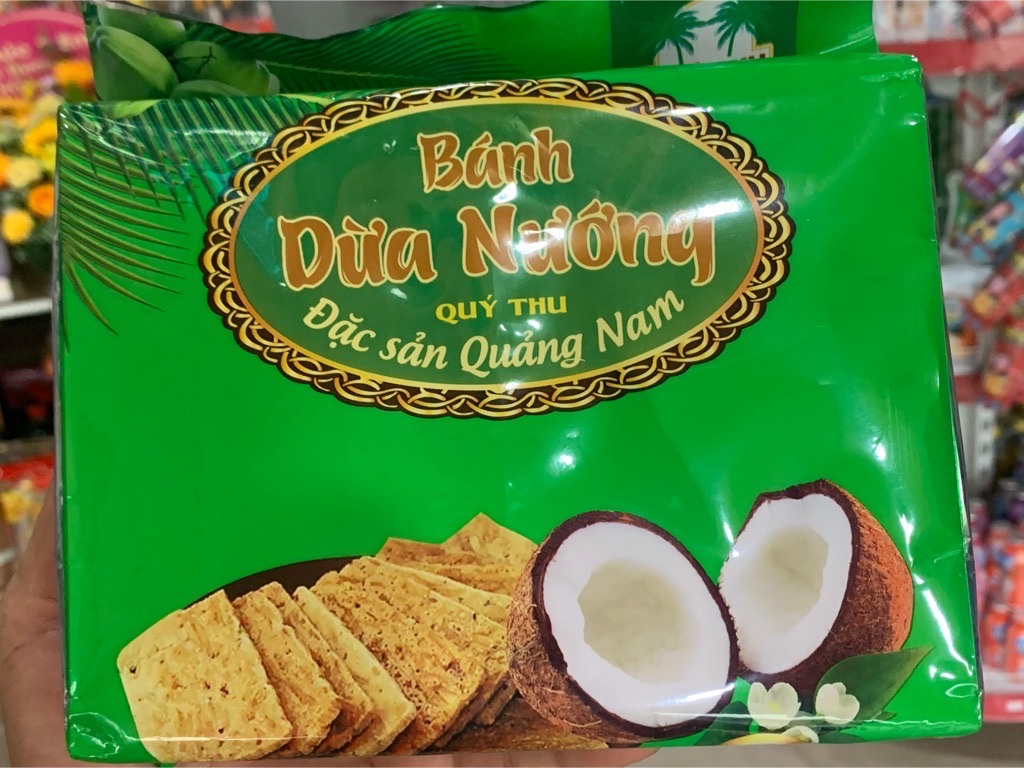 Bánh
Dừa Nướng
QUÝ THU
Đặc sản Quảng Nam